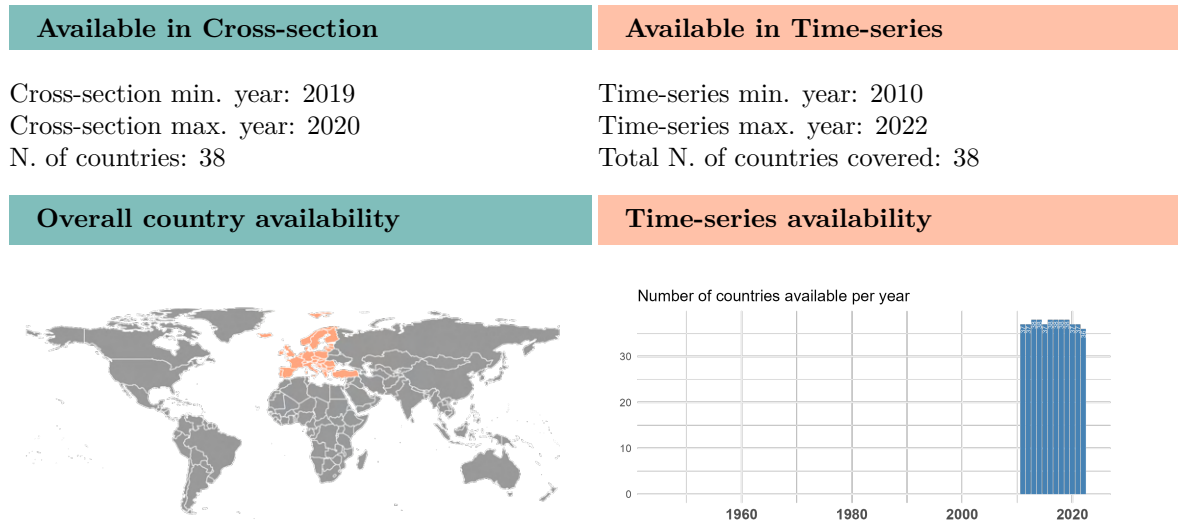 Available in Cross-section
Available in Time-series
Cross-section min. year: 2019
Cross-section max. year: 2020
N. of countries: 38
Time-series min. year: 2010
Time-series max. year: 2022
Total N. of countries covered: 38
Overall country availability
Time-series availability
Number of countries available per year
30
20
10
0
1960
1980
2000
2020